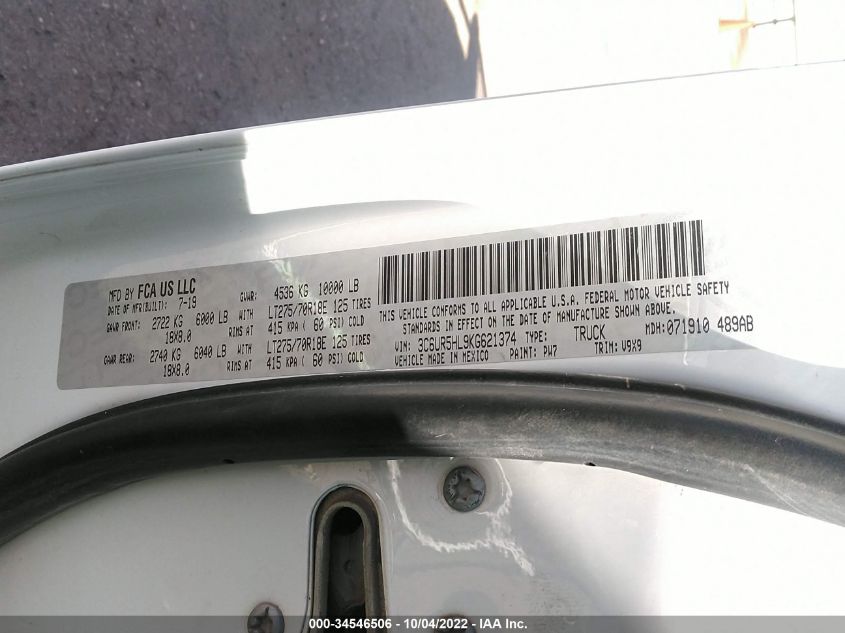 MFD BY FCA US LLC
DATE OF MFR(BUILT): 7-19 GVWR: 4536 KG 10000 LB
GAWR FRONT: 2722 KG 6000 LB WITH LT275/70R18E 125 TIRES
18X8.0 RIMS AT 415 KPA ( 60 PSI) COLD
GAWR REAR: 2740 KG 6040 LB WITH LT275/70R18E 125 TIRES
18X8.0 RIMS AT 415 KPA ( 60 PSI) COLD
THIS VEHICLE CONFORMS TO ALL APPLICABLE U.S.A. FEDERAL MOTOR VEHICLE SAFETY
STANDARDS IN EFFECT ON THE DATE OF MANUFACTURE SHOWN ABOVE.
VIN: 3C6UR5HL9KG621374 TYPE: TRUCK MDH: 071910 489AB
VEHICLE MADE IN MEXICO PAINT: PW7 TRIM: V9X9
000-34546506 - 10/04/2022 - IAA Inc.